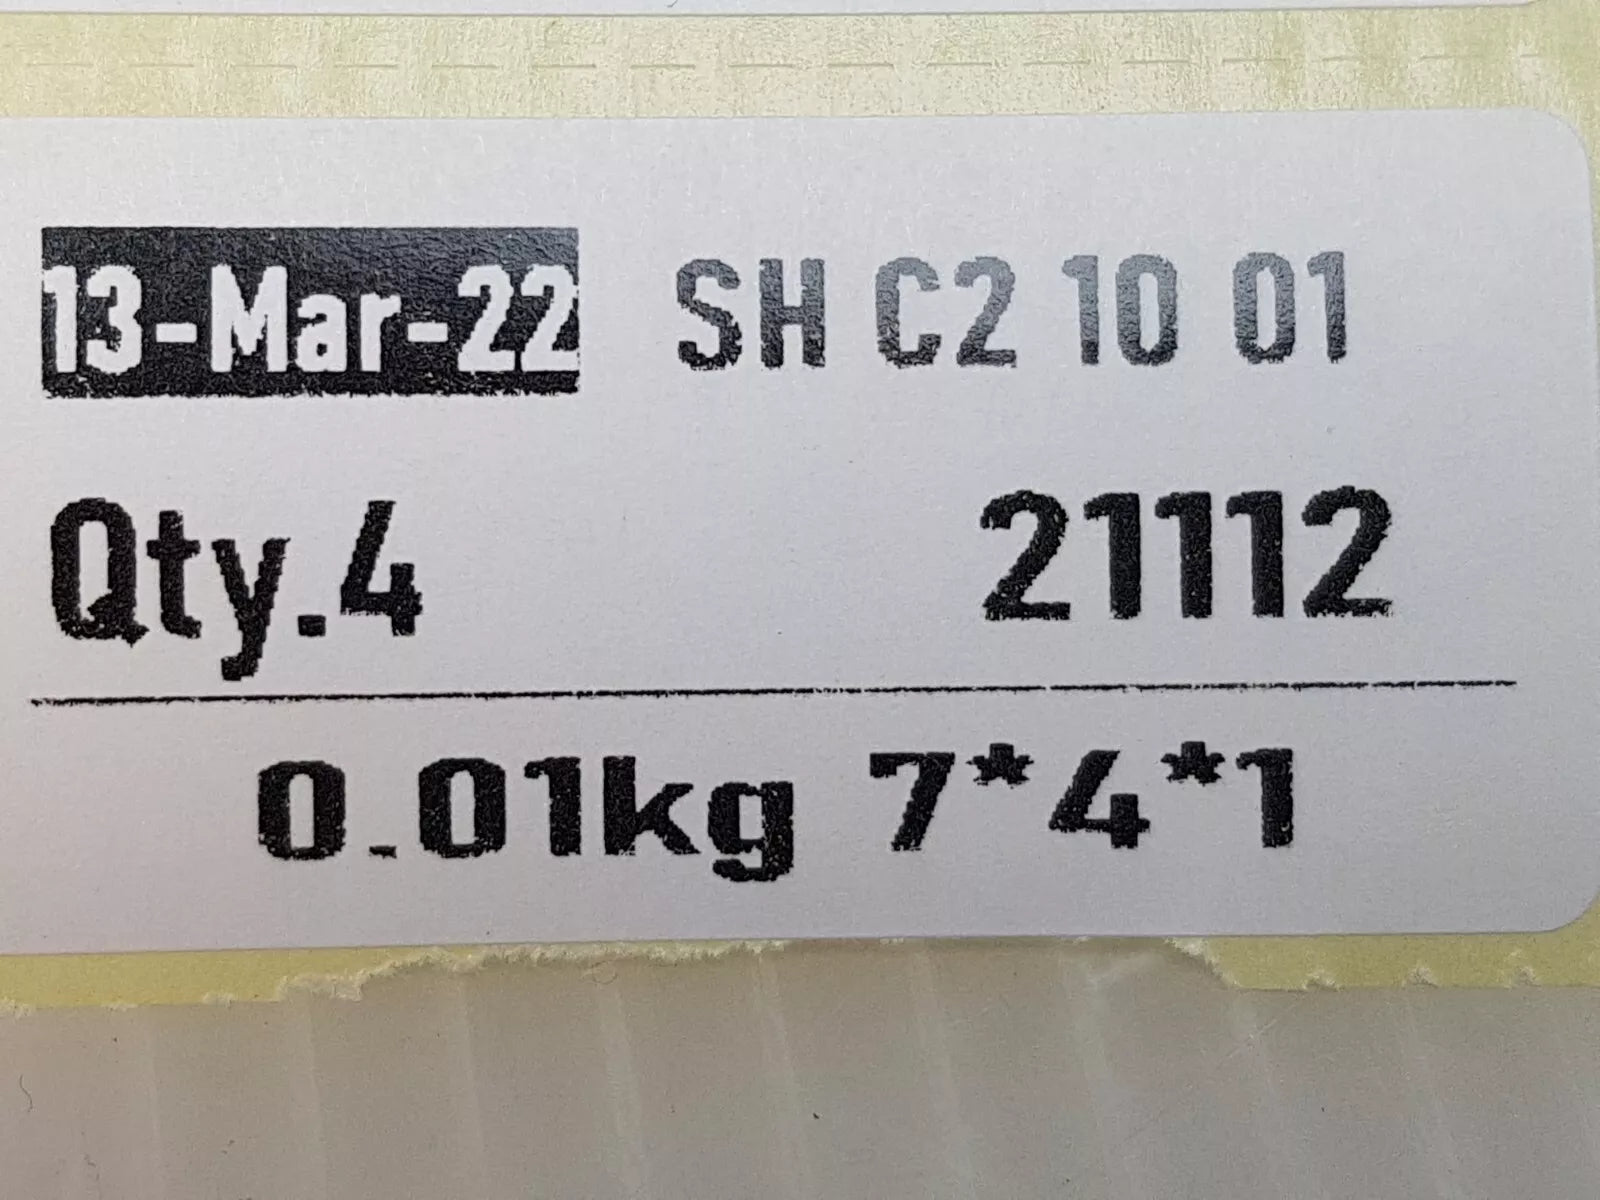 13-Mar-22 SH C2 10 01
Qty.4 21112
0.01kg 7*4*1